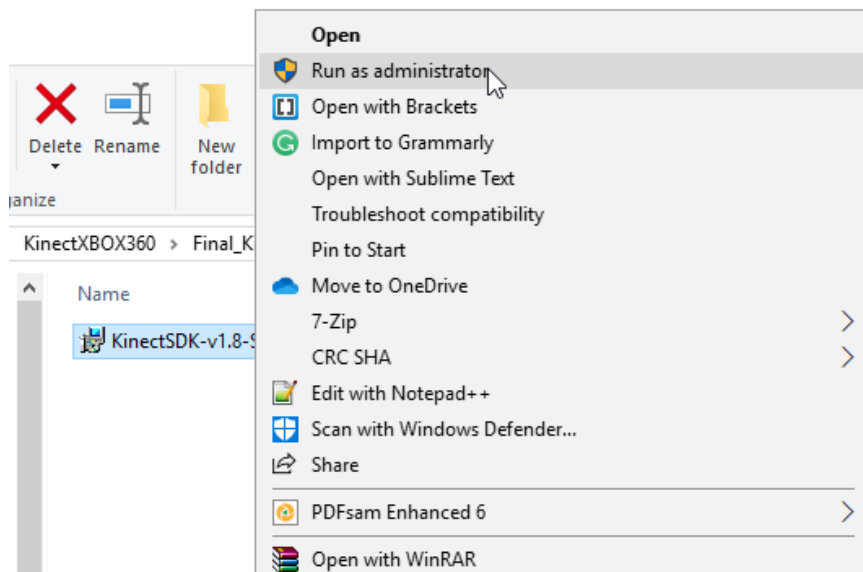 Open
Run as administrator
Open with Brackets
Import to Grammarly
Open with Sublime Text
Troubleshoot compatibility
Pin to Start
Move to OneDrive
7-Zip
CRC SHA
Edit with Notepad++
Scan with Windows Defender...
Share
PDFsam Enhanced 6
Open with WinRAR
Delete Rename New
folder
anize
KinectXBOX360 > Final_K
Name
KinectSDK-v1.8-S